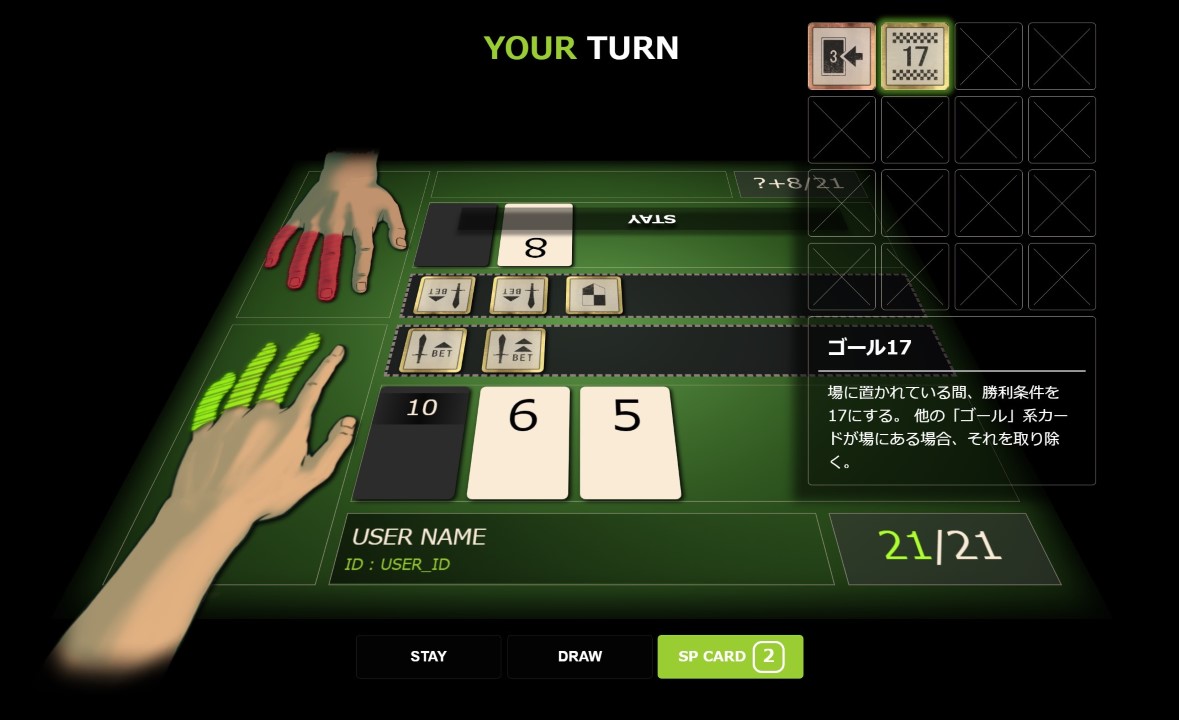 YOUR TURN
3
17
?+8/21
STAY
8
BET
BET
BET
BET
ゴール17
場に置かれている間、勝利条件を
17にする。 他の「ゴール」系カー
ドが場にある場合、それを取り除
く。
10
6
5
USER NAME
ID : USER_ID
21/21
STAY
DRAW
SP CARD 2